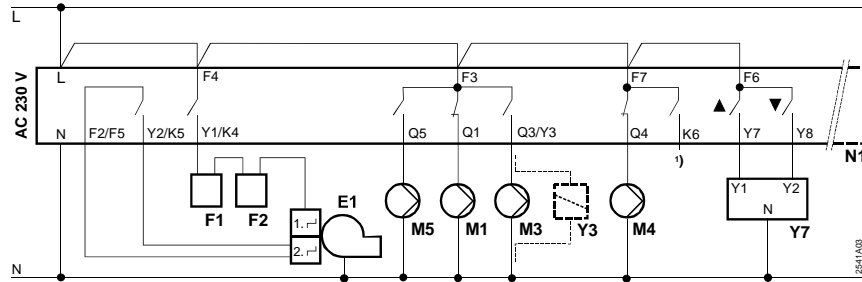 L
AC 230 V
L F4 F3 F7 F6
N F2/F5 Y2/K5 Y1/K4 Q5 Q1 Q3/Y3 Q4 K6 Y7 Y8
N1
¹)
Y1 Y2
N
F1 F2 E1 M5 M1 M3 Y3 M4 Y7
1.
2.
N
2541A03